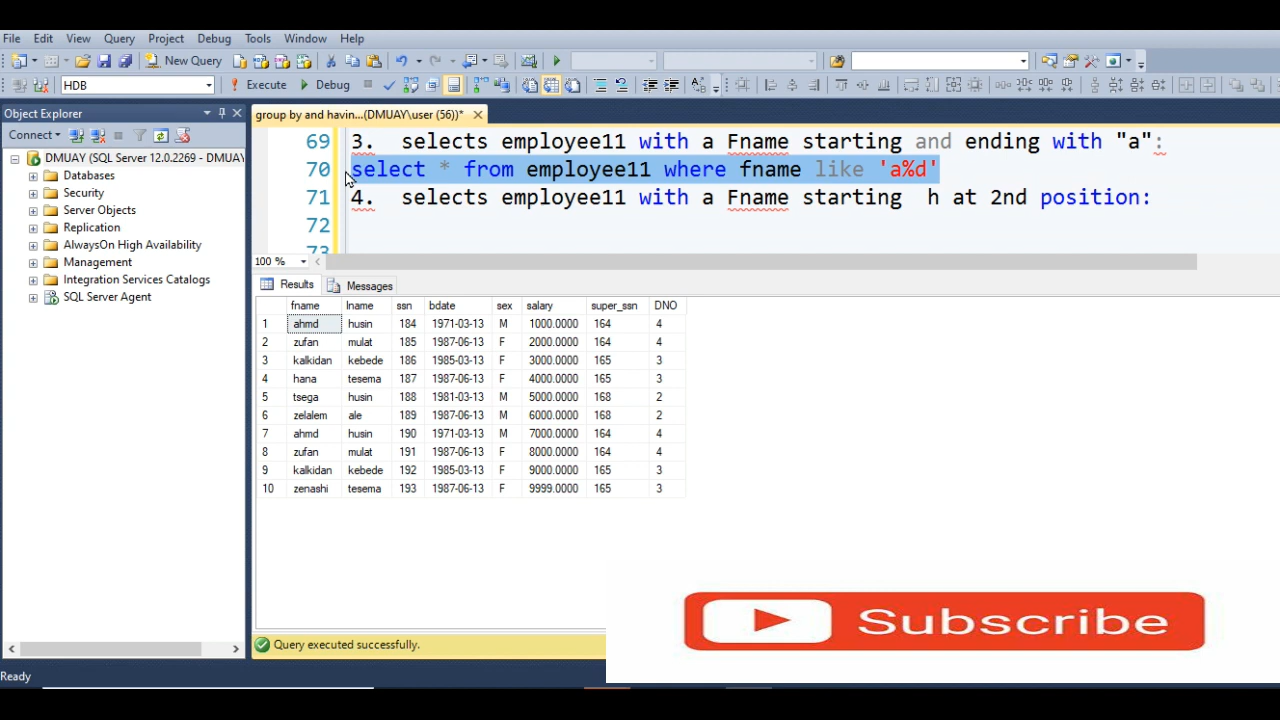 File Edit View Query Project Debug Tools Window Help
New Query
HDB Execute Debug
Object Explorer
Connect
DMUAY (SQL Server 12.0.2269 - DMUAY
Databases
Security
Server Objects
Replication
AlwaysOn High Availability
Management
Integration Services Catalogs
SQL Server Agent
group by and havin...(DMUAY\user (56))*
69 3. selects employee11 with a Fname starting and ending with "a":
70 select * from employee11 where fname like 'a%d'
71 4. selects employee11 with a Fname starting h at 2nd position:
72
73
100 %
Results Messages
fname lname ssn bdate sex salary super_ssn DNO
1 ahmd husin 184 1971-03-13 M 1000.0000 164 4
2 zufan mulat 185 1987-06-13 F 2000.0000 164 4
3 kalkidan kebede 186 1985-03-13 F 3000.0000 165 3
4 hana tesema 187 1987-06-13 F 4000.0000 165 3
5 tsega husin 188 1981-03-13 M 5000.0000 168 2
6 zelalem ale 189 1987-06-13 M 6000.0000 168 2
7 ahmd husin 190 1971-03-13 M 7000.0000 164 4
8 zufan mulat 191 1987-06-13 F 8000.0000 164 4
9 kalkidan kebede 192 1985-03-13 F 9000.0000 165 3
10 zenashi tesema 193 1987-06-13 F 9999.0000 165 3
Subscribe
Query executed successfully.
Ready